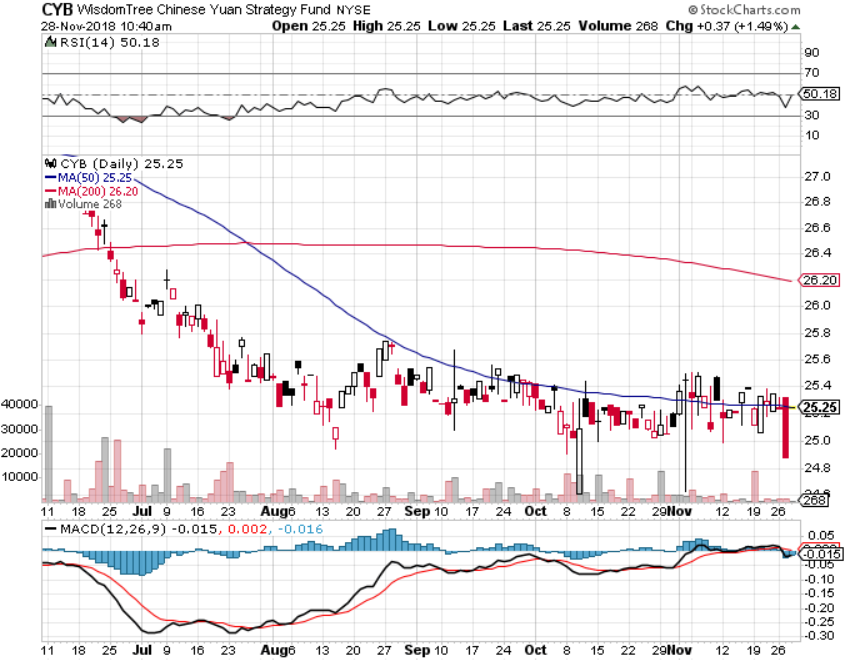 CYB WisdomTree Chinese Yuan Strategy Fund NYSE
© StockCharts.com
28-Nov-2018 10:40am
Open 25.25 High 25.25 Low 25.25 Last 25.25 Volume 268 Chg +0.37 (+1.49%)
RSI(14) 50.18
90
70
50.18
30
10
CYB (Daily) 25.25
MA(50) 25.25
MA(200) 26.20
Volume 268
27.0
26.8
26.6
26.4
26.20
26.0
25.8
25.6
25.4
25.25
25.0
24.8
268
40000
30000
20000
10000
11 18 25 Jul 9 16 23 Aug 6 13 20 27 Sep 10 17 24 Oct 8 15 22 29 Nov 12 19 26
MACD(12,26,9) -0.015, 0.002, -0.016
0.05
-0.015
-0.05
-0.10
-0.15
-0.20
-0.25
-0.30
11 18 25 Jul 9 16 23 Aug 6 13 20 27 Sep 10 17 24 Oct 8 15 22 29 Nov 12 19 26